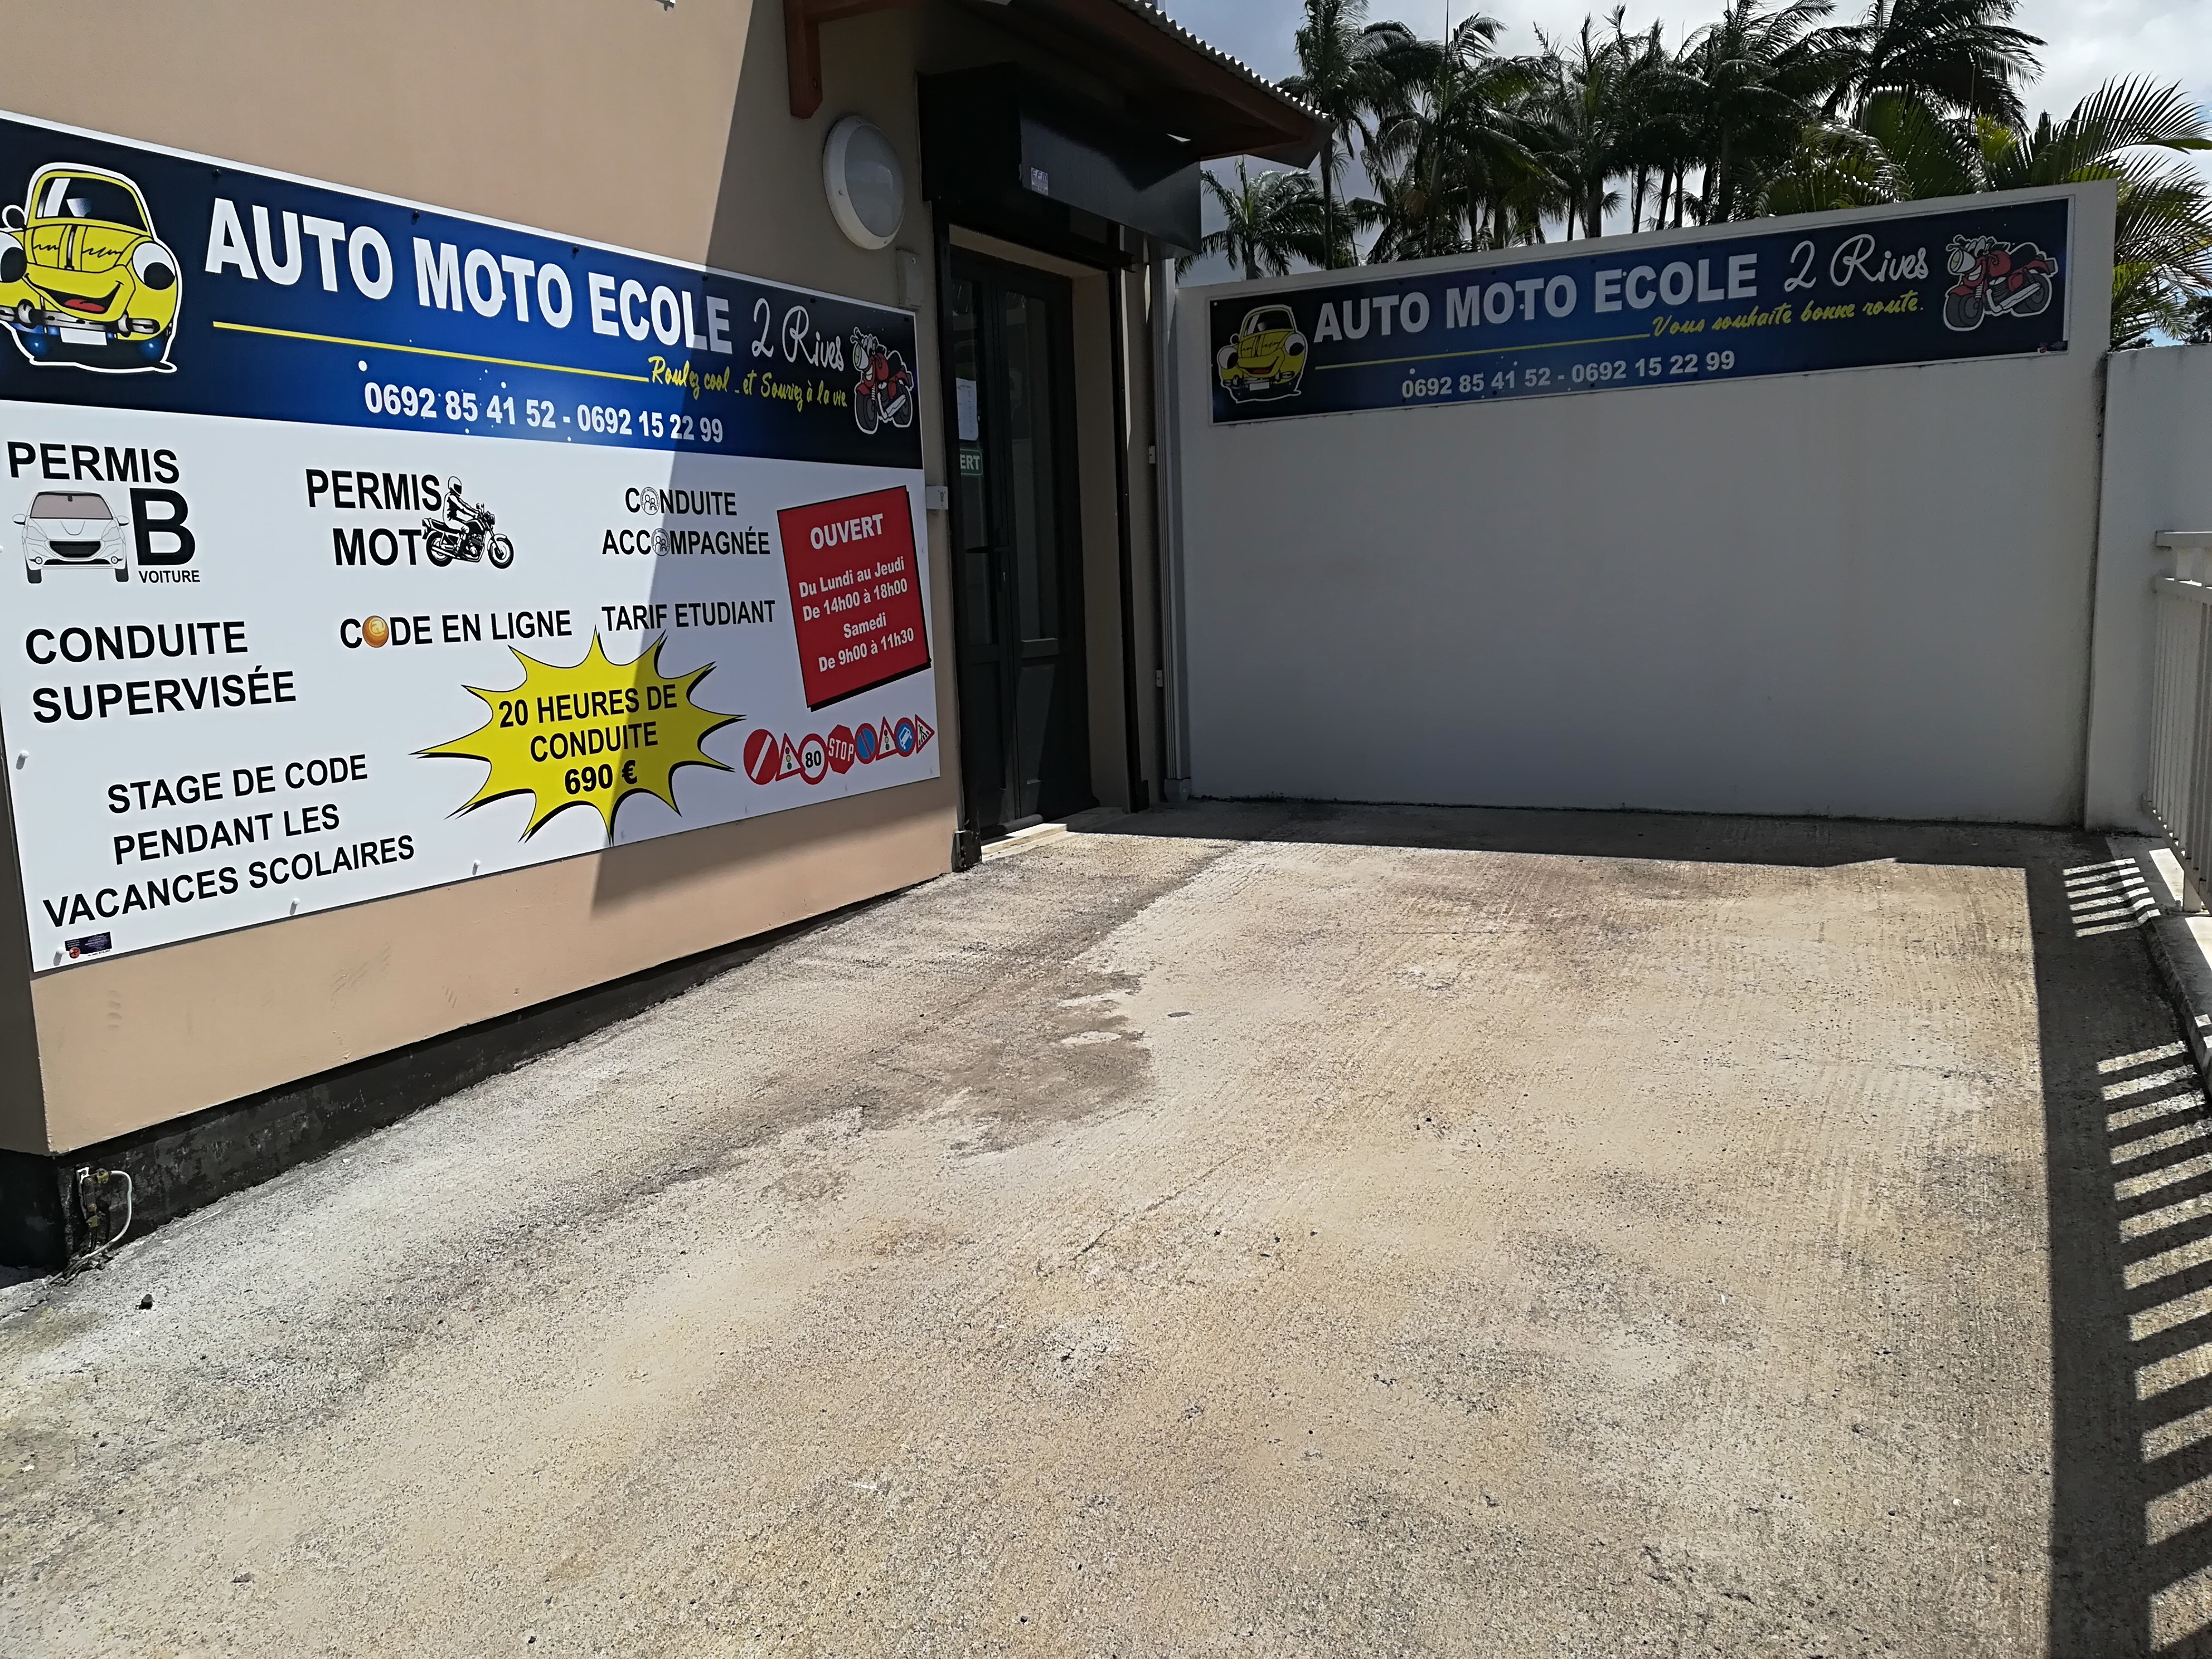 AUTO MOTO ECOLE 2 Rives
Roulez cool - et Souriez à la vie
0692 85 41 52 - 0692 15 22 99
PERMIS
B
VOITURE
PERMIS
MOTO
CONDUITE
ACCOMPAGNÉE
OUVERT
Du Lundi au Jeudi
De 14h00 à 18h00
Samedi
De 9h00 à 11h30
CONDUITE
SUPERVISÉE
CODE EN LIGNE
TARIF ETUDIANT
20 HEURES DE
CONDUITE
690 €
80
STOP
STAGE DE CODE
PENDANT LES
VACANCES SCOLAIRES
ERT
AUTO MOTO ECOLE 2 Rives
Vous souhaite bonne route.
0692 85 41 52 - 0692 15 22 99